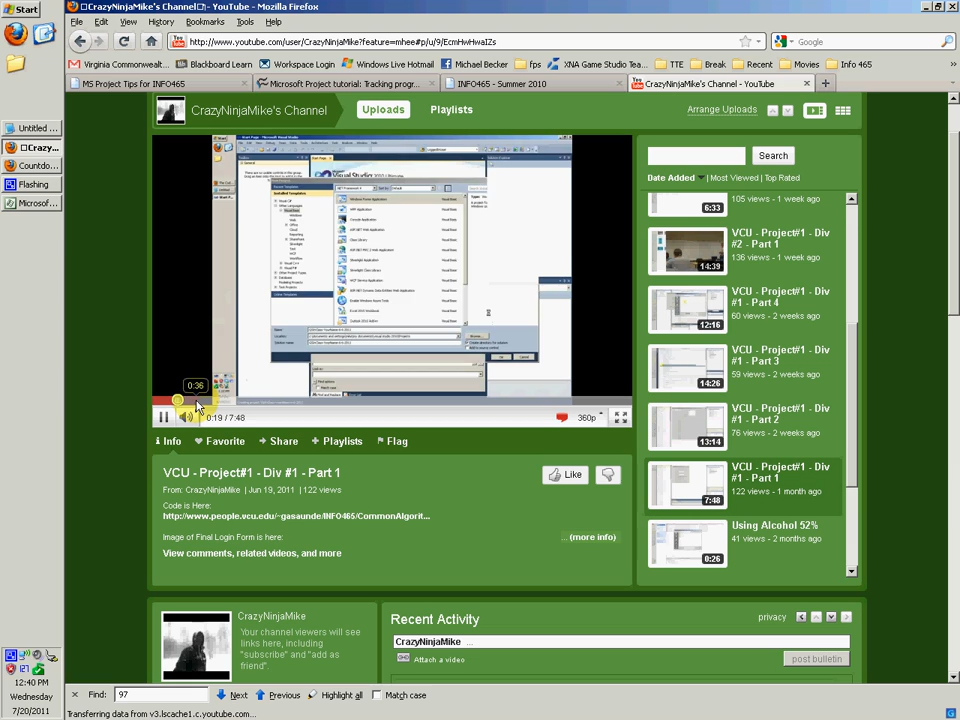 Start
CrazyNinjaMike's Channel - YouTube - Mozilla Firefox
File Edit View History Bookmarks Tools Help
http://www.youtube.com/user/CrazyNinjaMike?feature=mhee#p/u/9/EcmHwHwaIZs
Google
Virginia Commonwealt... Blackboard Learn Workspace Login Windows Live Hotmail Michael Becker fps XNA Game Studio Tea... TTE Break Recent Movies Info 465
MS Project Tips for INFO465
Microsoft Project tutorial: Tracking prog...
INFO465 - Summer 2010
CrazyNinjaMike's Channel - YouTube
Untitled ...
Crazy...
Countdo...
Flashing
Microsof...
CrazyNinjaMike's Channel
Uploads
Playlists
Arrange Uploads
Search
Date Added | Most Viewed | Top Rated
105 views - 1 week ago
6:33
VCU - Project#1 - Div
#2 - Part 1
136 views - 1 week ago
14:39
VCU - Project#1 - Div
#1 - Part 4
60 views - 2 weeks ago
12:16
VCU - Project#1 - Div
#1 - Part 3
59 views - 2 weeks ago
14:26
VCU - Project#1 - Div
#1 - Part 2
76 views - 2 weeks ago
13:14
VCU - Project#1 - Div
#1 - Part 1
122 views - 1 month ago
7:48
Using Alcohol 52%
41 views - 2 months ago
0:26
0:36
0:19 / 7:48
360p
Info Favorite Share Playlists Flag
VCU - Project#1 - Div #1 - Part 1
From: CrazyNinjaMike | Jun 19, 2011 | 122 views
Like
Code is Here:
http://www.people.vcu.edu/~gasaunde/INFO465/CommonAlgorit...
Image of Final Login Form is here:
... (more info)
View comments, related videos, and more
CrazyNinjaMike
Your channel viewers will see
links here, including
"subscribe" and "add as
friend".
Recent Activity
privacy
CrazyNinjaMike ...
Attach a video
post bulletin
12:40 PM
Wednesday
7/20/2011
Find: 97 Next Previous Highlight all Match case
Transferring data from v3.lscache1.c.youtube.com...